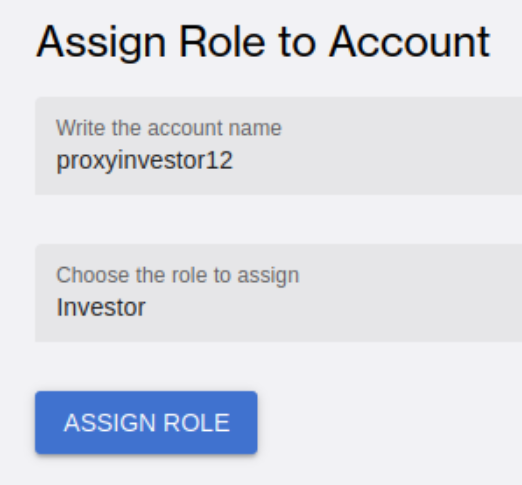 Assign Role to Account
Write the account name
proxyinvestor12
Choose the role to assign
Investor
ASSIGN ROLE